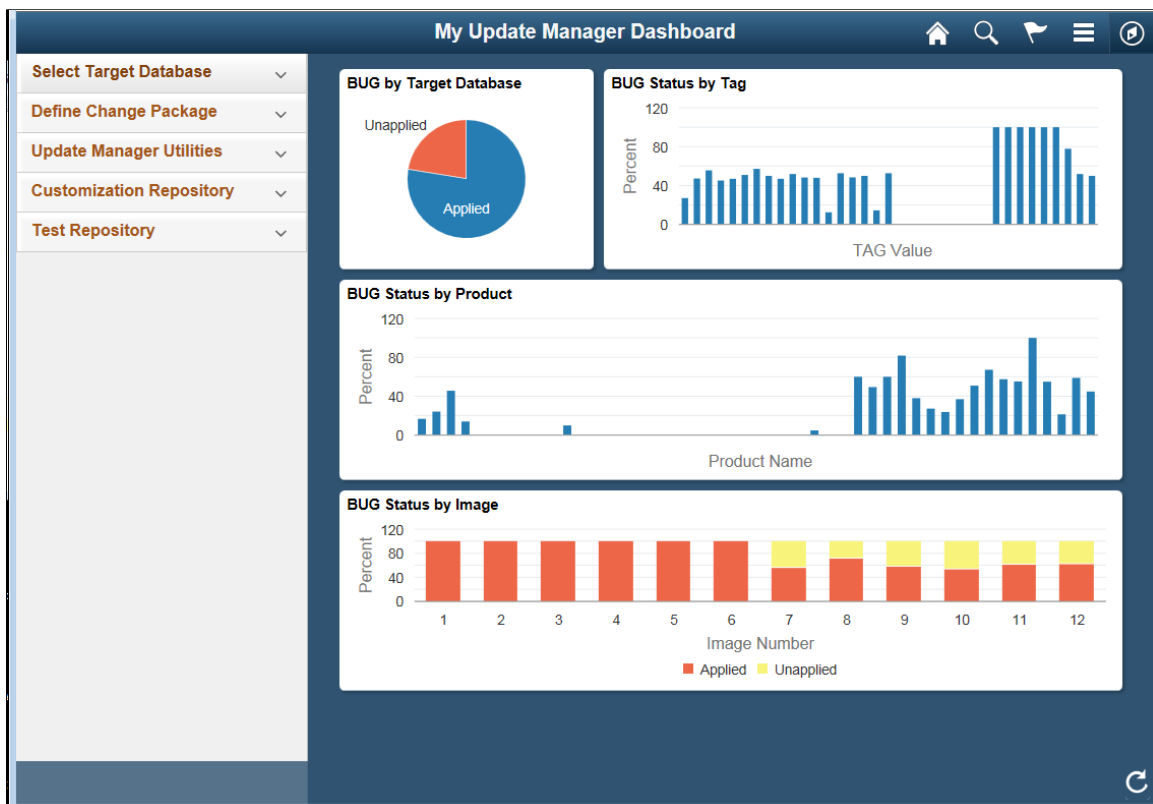 My Update Manager Dashboard
Select Target Database
Define Change Package
Update Manager Utilities
Customization Repository
Test Repository
BUG by Target Database
Unapplied
Applied
BUG Status by Tag
120
80
40
0
Percent
TAG Value
BUG Status by Product
120
80
40
0
Percent
Product Name
BUG Status by Image
120
80
40
0
Percent
1 2 3 4 5 6 7 8 9 10 11 12
Image Number
Applied Unapplied